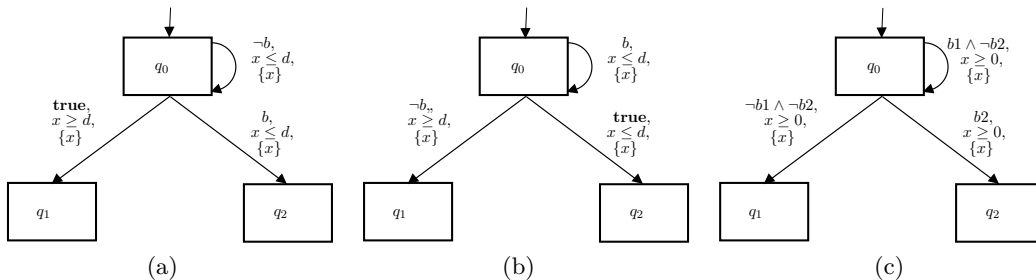 q0
¬b,
x ≤ d,
{x}
true,
x ≥ d,
{x}
b,
x ≤ d,
{x}
q1
q2
(a)
q0
b,
x ≤ d,
{x}
¬b,,
x ≥ d,
{x}
true,
x ≤ d,
{x}
q1
q2
(b)
q0
b1 ∧ ¬b2,
x ≥ 0,
{x}
¬b1 ∧ ¬b2,
x ≥ 0,
{x}
b2,
x ≥ 0,
{x}
q1
q2
(c)